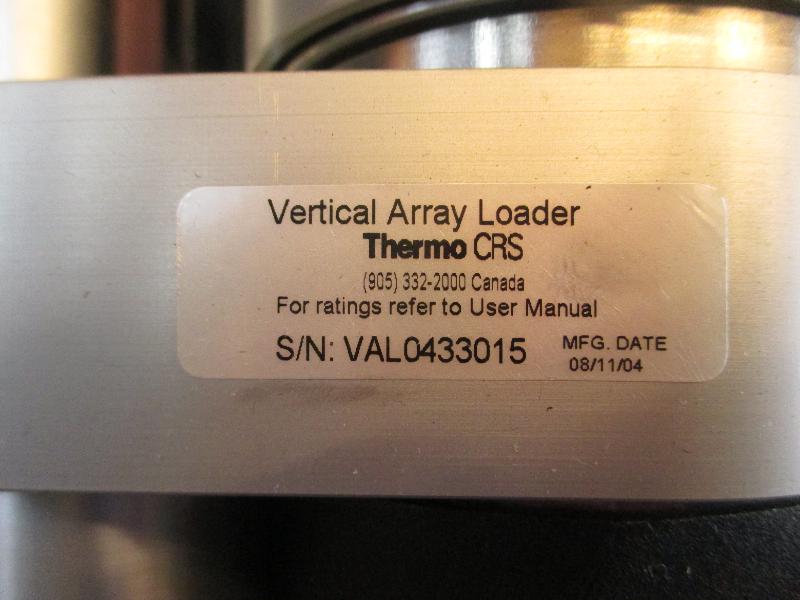 Vertical Array Loader
Thermo CRS
(905) 332-2000 Canada
For ratings refer to User Manual
S/N: VAL0433015 MFG. DATE
08/11/04